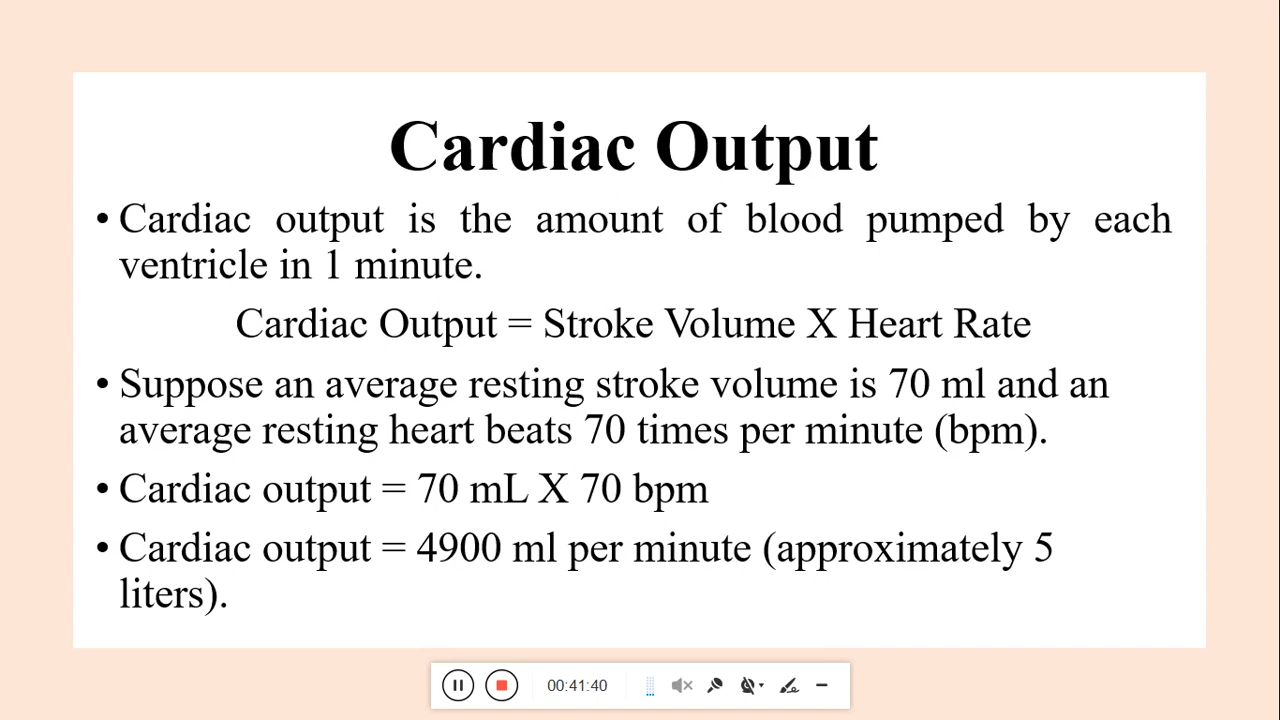 Cardiac Output
• Cardiac output is the amount of blood pumped by each
ventricle in 1 minute.
Cardiac Output = Stroke Volume X Heart Rate
• Suppose an average resting stroke volume is 70 ml and an
average resting heart beats 70 times per minute (bpm).
• Cardiac output = 70 mL X 70 bpm
• Cardiac output = 4900 ml per minute (approximately 5
liters).
00:41:40